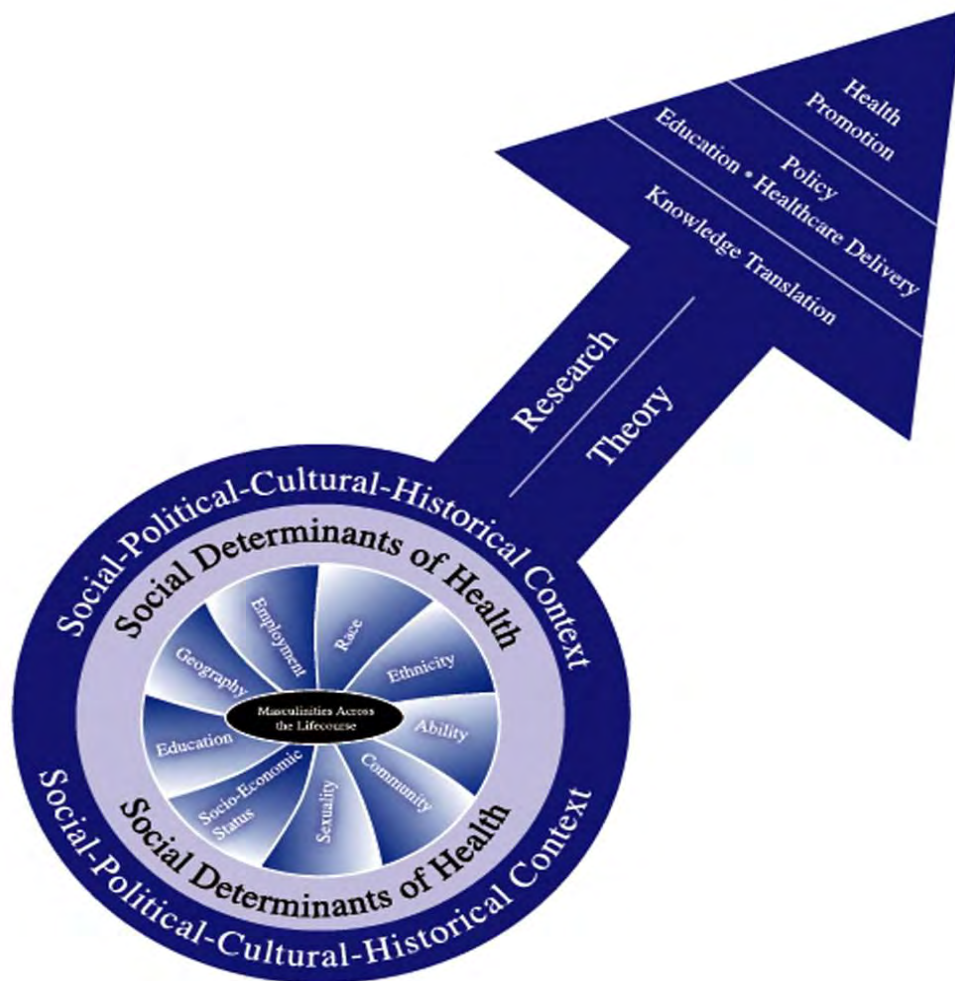 Health
Promotion
Policy
Education • Healthcare Delivery
Knowledge Translation
Research
Theory
Social-Political-Cultural-Historical Context
Social Determinants of Health
Employment
Race
Geography
Ethnicity
Masculinities Across
the Lifecourse
Education
Ability
Socio-Economic
Status
Sexuality
Community
Social Determinants of Health
Social-Political-Cultural-Historical Context